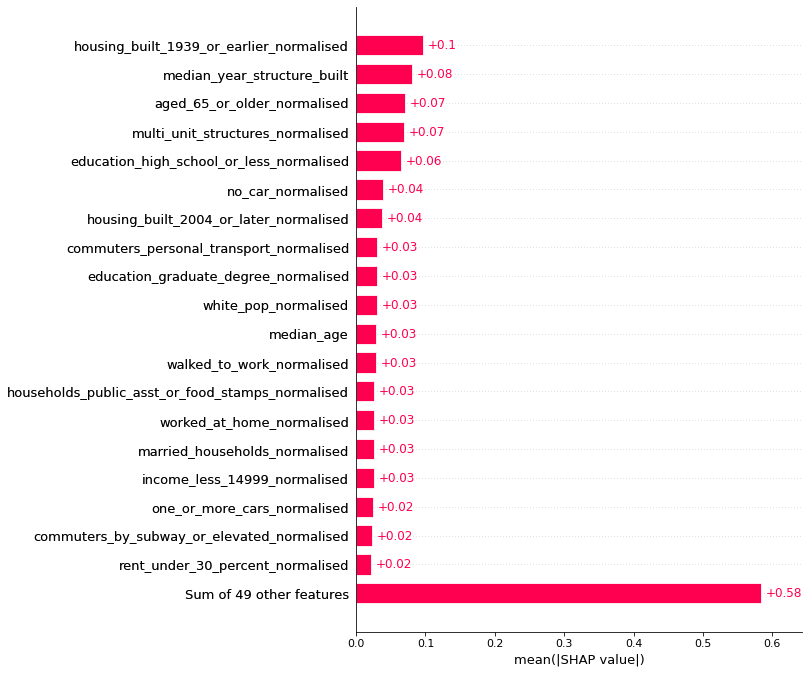 housing_built_1939_or_earlier_normalised +0.1
median_year_structure_built +0.08
aged_65_or_older_normalised +0.07
multi_unit_structures_normalised +0.07
education_high_school_or_less_normalised +0.06
no_car_normalised +0.04
housing_built_2004_or_later_normalised +0.04
commuters_personal_transport_normalised +0.03
education_graduate_degree_normalised +0.03
white_pop_normalised +0.03
median_age +0.03
walked_to_work_normalised +0.03
households_public_asst_or_food_stamps_normalised +0.03
worked_at_home_normalised +0.03
married_households_normalised +0.03
income_less_14999_normalised +0.03
one_or_more_cars_normalised +0.02
commuters_by_subway_or_elevated_normalised +0.02
rent_under_30_percent_normalised +0.02
Sum of 49 other features +0.58
0.0 0.1 0.2 0.3 0.4 0.5 0.6
mean(|SHAP value|)